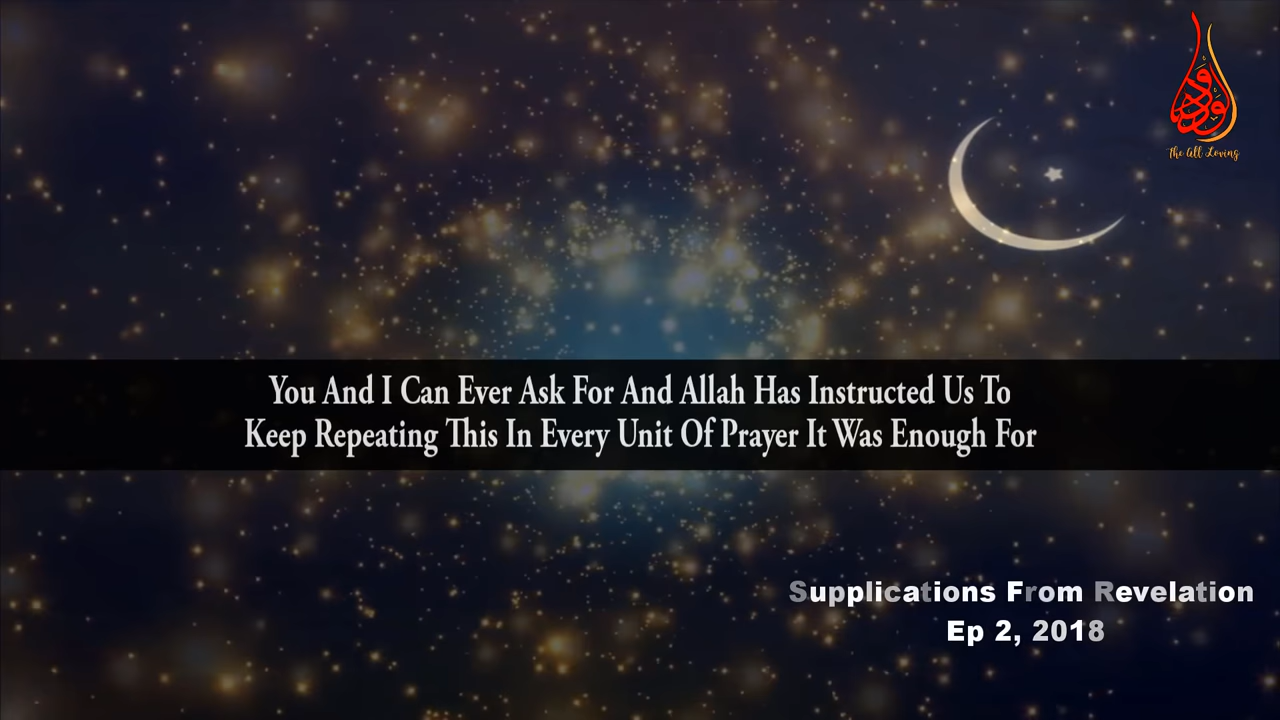 الودود
The All Loving
You And I Can Ever Ask For And Allah Has Instructed Us To
Keep Repeating This In Every Unit Of Prayer It Was Enough For
Supplications From Revelation
Ep 2, 2018